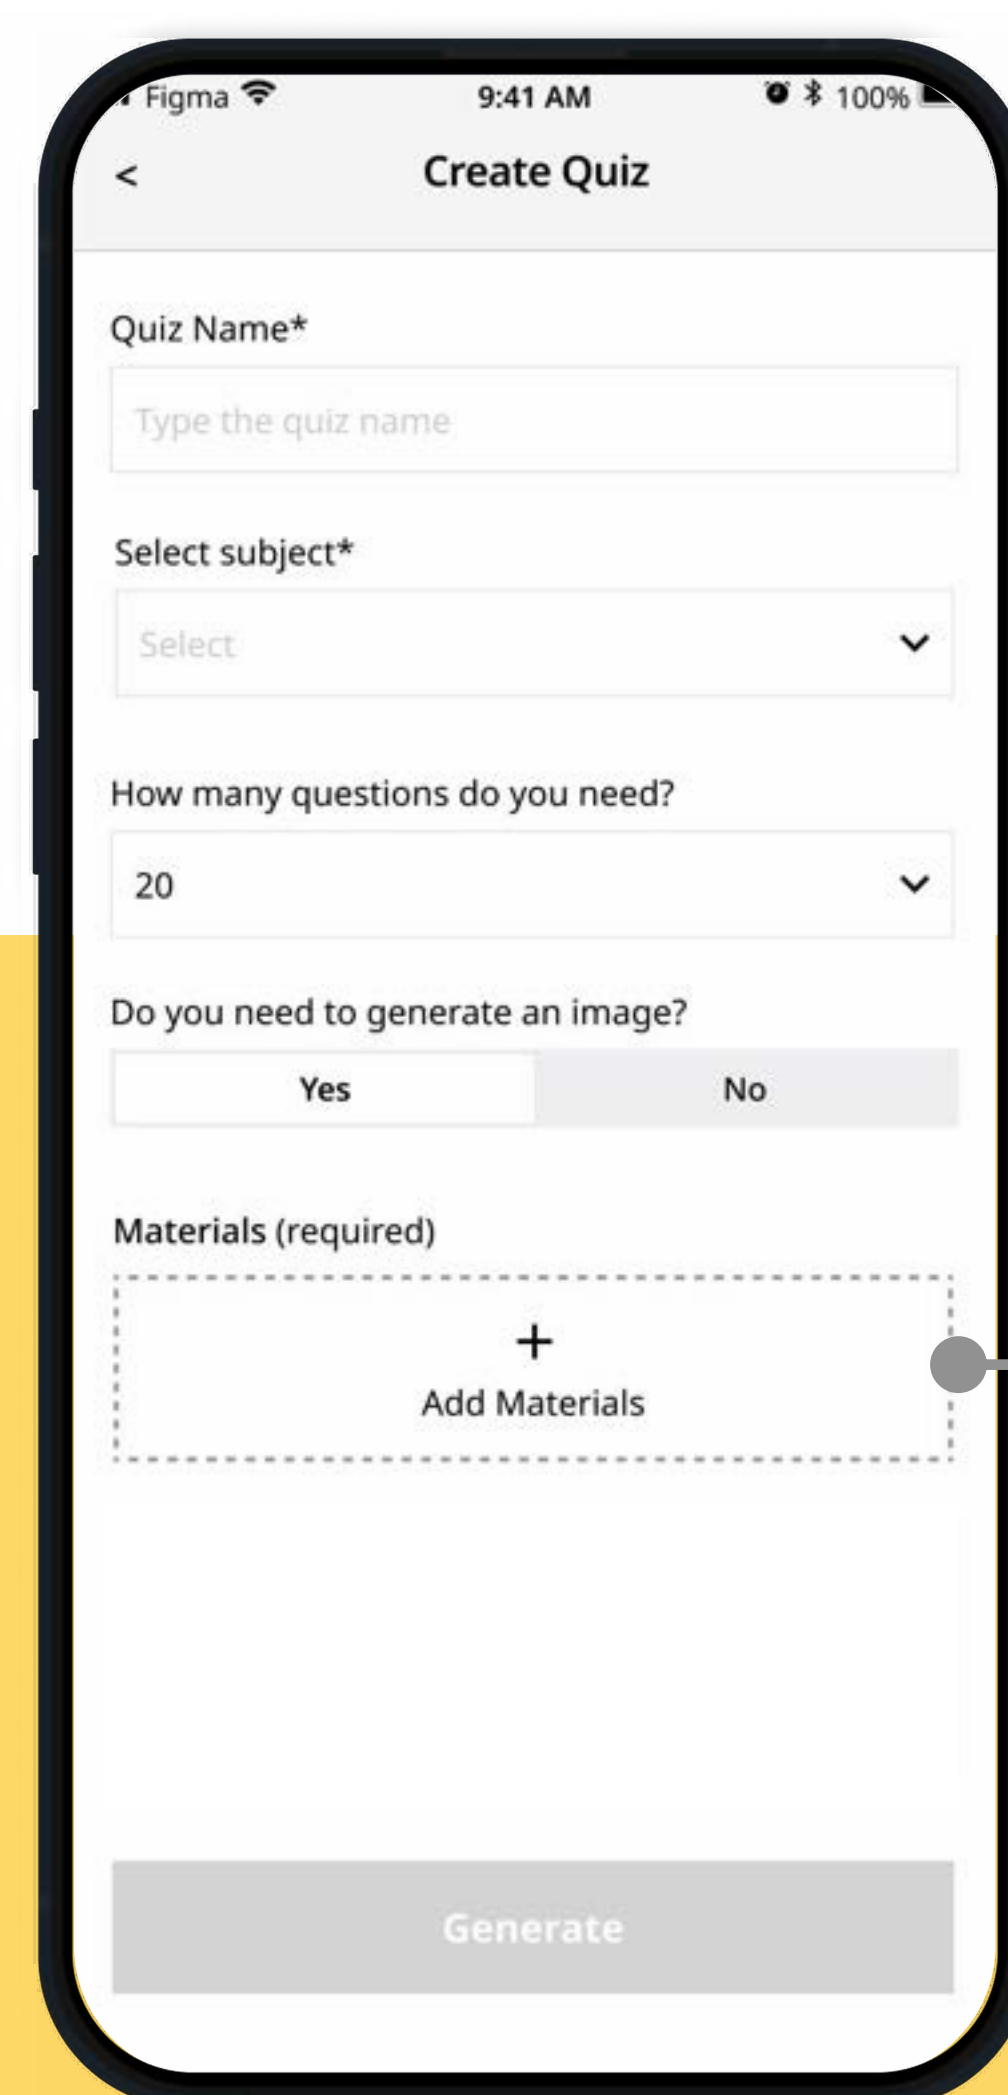 Figma 9:41 AM 100%
< Create Quiz
Quiz Name*
Type the quiz name
Select subject*
Select
How many questions do you need?
20
Do you need to generate an image?
Yes No
Materials (required)
+
Add Materials
Generate